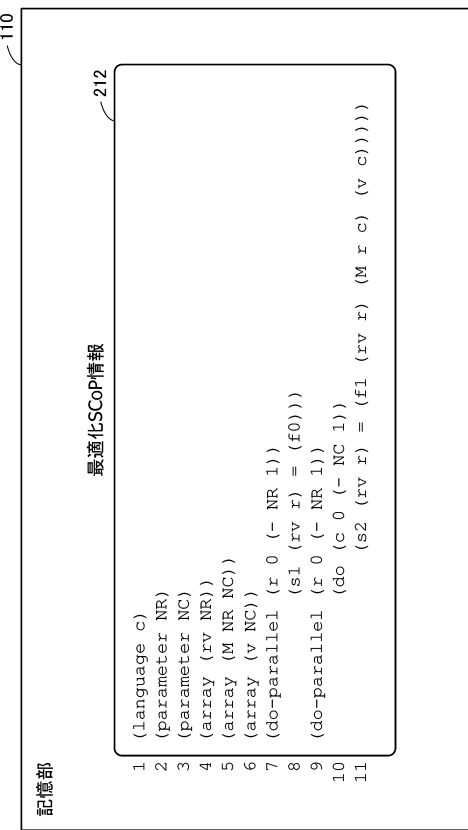 110
記憶部
最適化SCoP情報
212
1 (language c)
2 (parameter NR)
3 (parameter NC)
4 (array (rv NR))
5 (array (M NR NC))
6 (array (v NC))
7 (do-parallel (r 0 (- NR 1))
8 (s1 (rv r) = (f0)))
9 (do-parallel (r 0 (- NR 1))
10 (do (c 0 (- NC 1))
11 (s2 (rv r) = (f1 (rv r) (M r c) (v c)))))